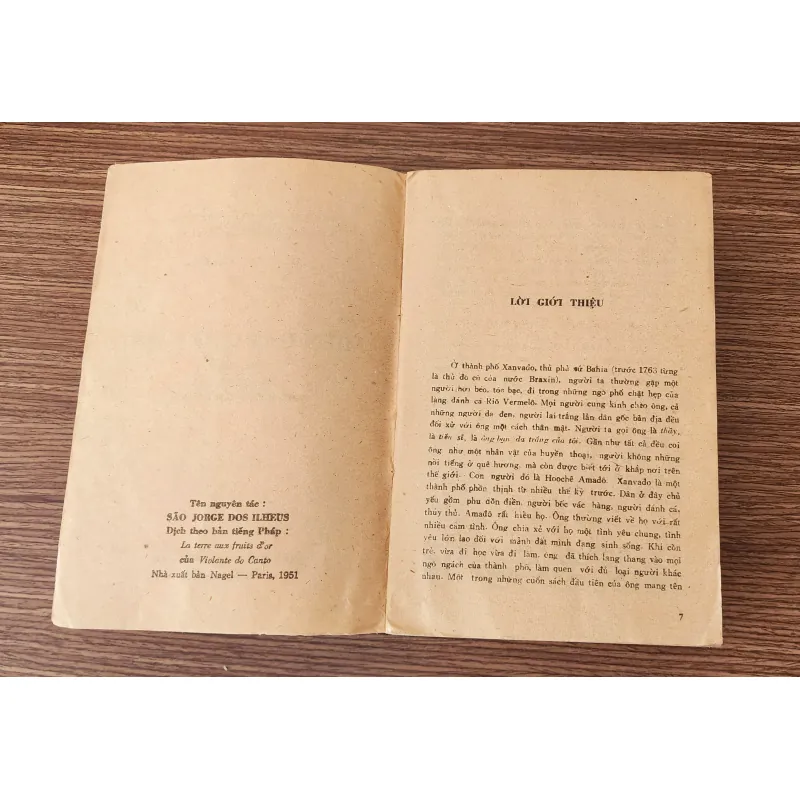 Tên nguyên tác :
SÃO JORGE DOS ILHEUS
Dịch theo bản tiếng Pháp :
La terre aux fruits d'or
của Violante do Canto
Nhà xuất bản Nagel — Paris, 1951
LỜI GIỚI THIỆU
Ở thành phố Xanvađo, thủ phủ xứ Bahia (trước 1763 từng
là thủ đô cũ của nước Braxin), người ta thường gặp một
người hơi béo, tóc bạc, đi trong những ngõ phố chật hẹp của
làng đánh cá Riô Vermelô. Mọi người cung kính chào ông, cả
những người da đen, người lai trắng lẫn dân gốc bản địa đều
đối xử với ông một cách thân mật. Người ta gọi ông là thầy,
là tiến sĩ, là ông bạn da trắng của tôi. Gần như tất cả đều coi
ông như một nhân vật của huyền thoại, người không những
nổi tiếng ở quê hương, mà còn được biết tới ở khắp nơi trên
thế giới. Con người đó là Hoochê Amađô. Xanvađo là một
thành phố phồn thịnh từ nhiều thế kỷ trước. Dân ở đây chủ
yếu gồm phu đồn điền, người bốc vác hàng, người đánh cá,
thủy thủ. Amađô rất hiểu họ. Ông thường viết về họ với rất
nhiều cảm tình. Ông chia xẻ với họ một tình yêu chung, tình
yêu lớn lao đối với mảnh đất mình đang sinh sống. Khi còn
trẻ, vừa đi học vừa đi làm, ông đã thích lang thang vào mọi
ngõ ngách của thành phố, làm quen với đủ loại người khác
nhau. Một trong những cuốn sách đầu tiên của ông mang tên
7